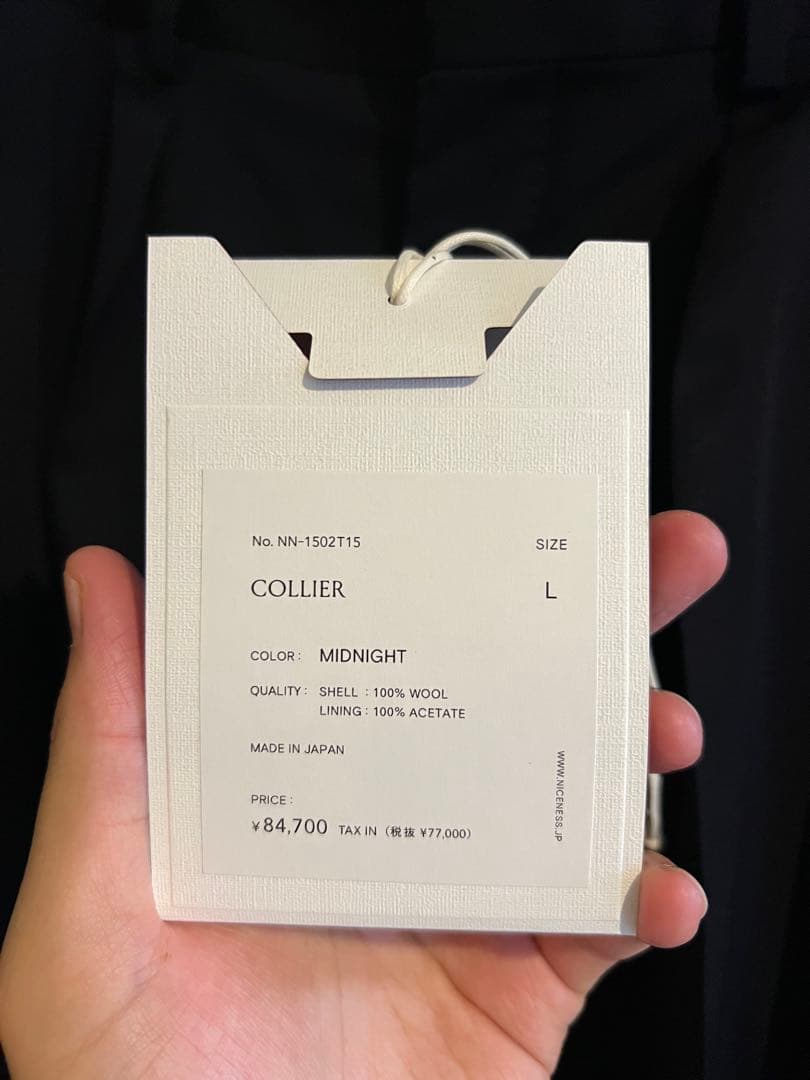 No. NN-1502T15
SIZE
COLLIER
L
COLOR: MIDNIGHT
QUALITY: SHELL : 100% WOOL
LINING : 100% ACETATE
MADE IN JAPAN
PRICE:
¥84,700 TAX IN (税抜 ¥77,000)
WWW.NICENESS.JP